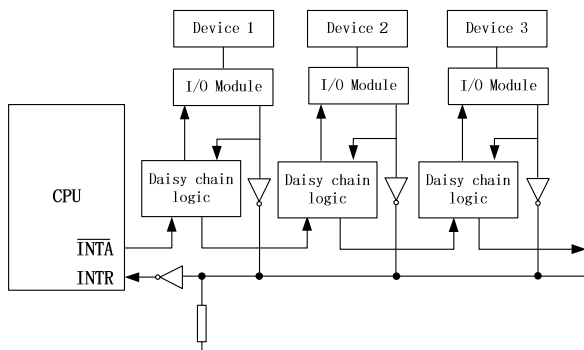 Device 1
Device 2
Device 3
I/O Module
I/O Module
I/O Module
CPU
Daisy chain
logic
Daisy chain
logic
Daisy chain
logic
INTA
INTR